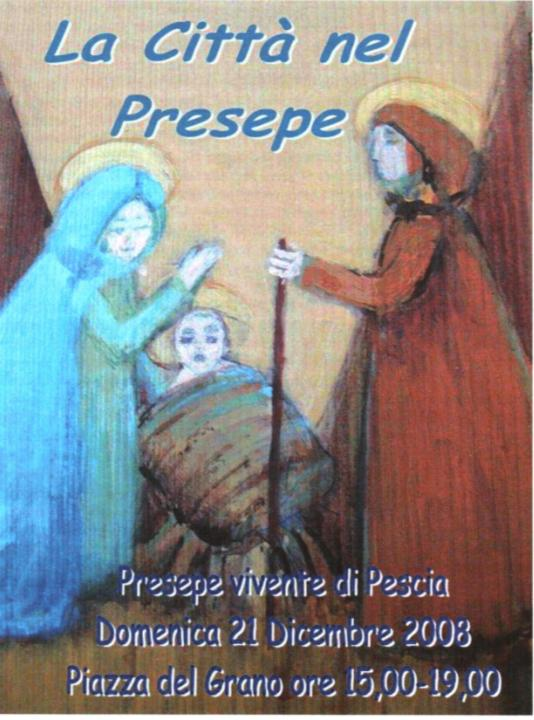 La Città nel
Presepe
Presepe vivente di Pescia
Domenica 21 Dicembre 2008
Piazza del Grano ore 15,00-19,00